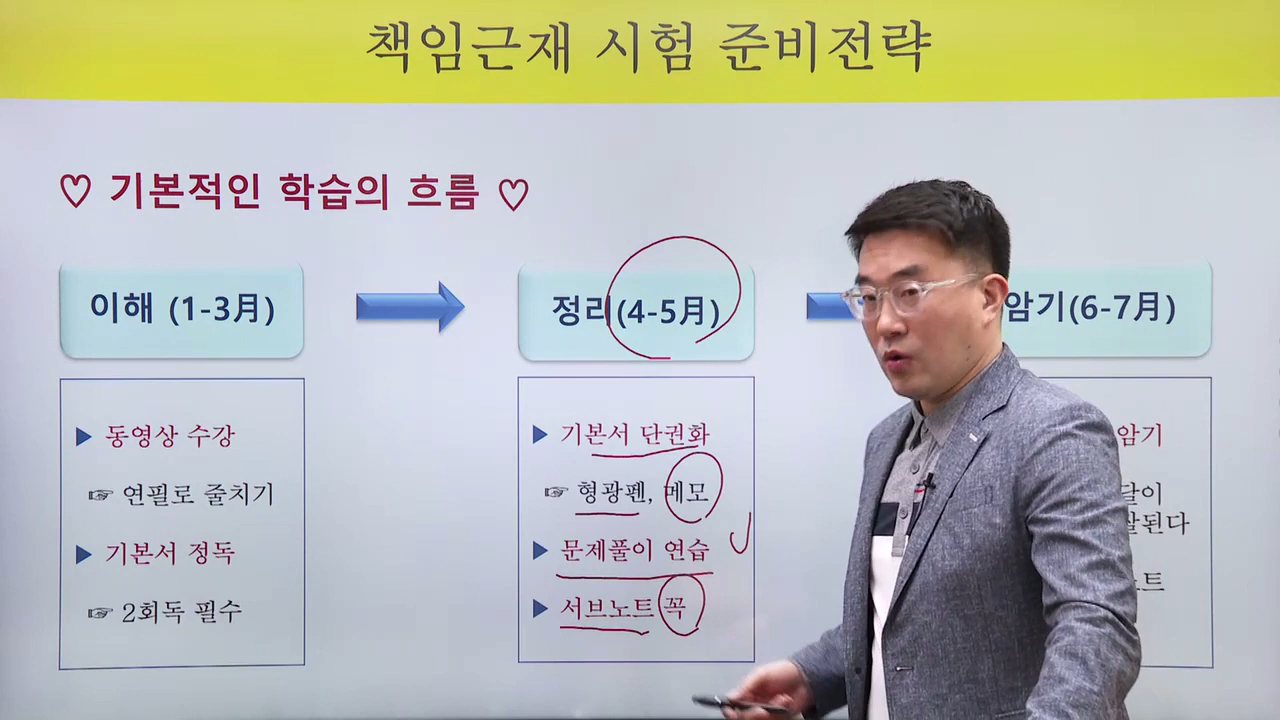 책임근재 시험 준비전략
♡ 기본적인 학습의 흐름 ♡
이해 (1-3月)
▶ 동영상 수강
☞ 연필로 줄치기
▶ 기본서 정독
☞ 2회독 필수
정리(4-5月)
▶ 기본서 단권화
☞ 형광펜, 메모
▶ 문제풀이 연습
▶ 서브노트 꼭
암기(6-7月)
암기
달이